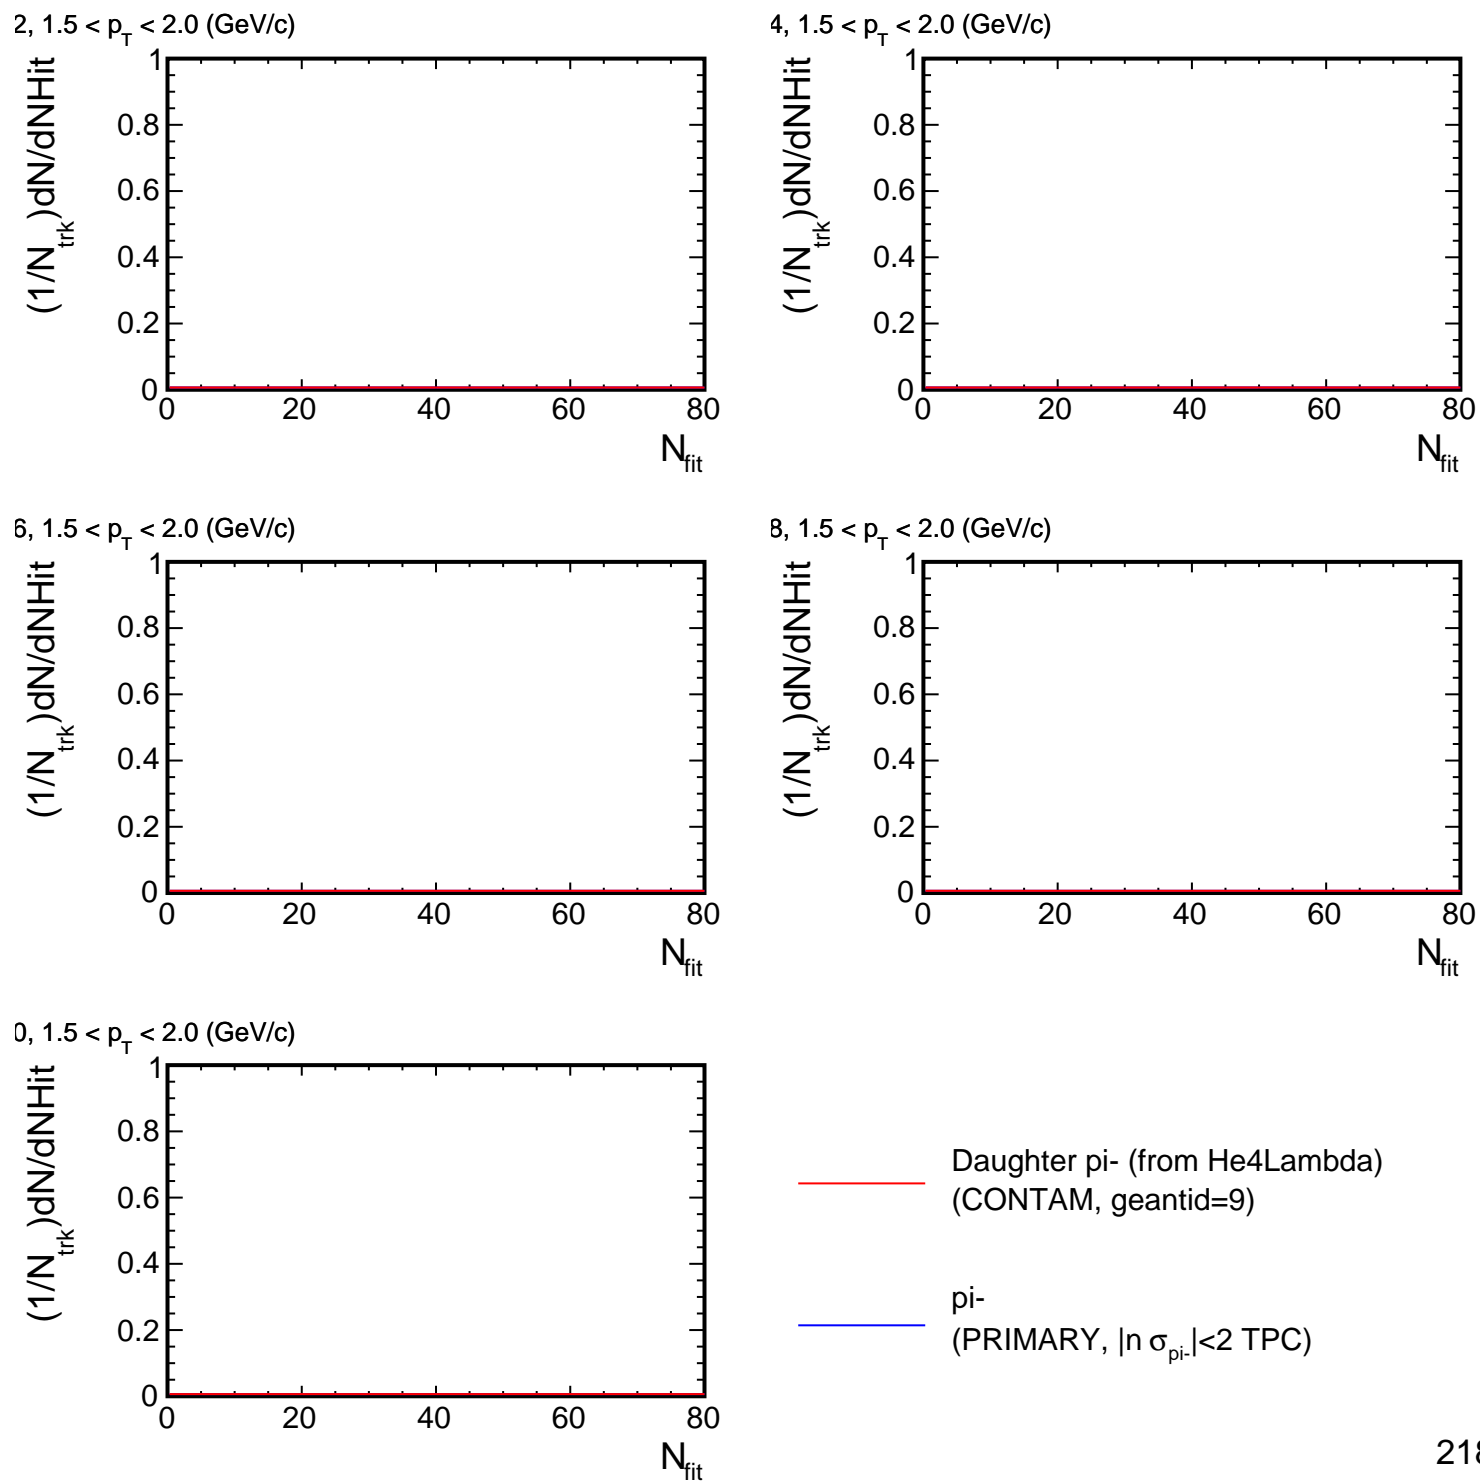 2, 1.5 < p_T < 2.0 (GeV/c)
(1/N_trk)dN/dNHit
1
0.8
0.6
0.4
0.2
0
0 20 40 60 80
N_fit
4, 1.5 < p_T < 2.0 (GeV/c)
(1/N_trk)dN/dNHit
1
0.8
0.6
0.4
0.2
0
0 20 40 60 80
N_fit
6, 1.5 < p_T < 2.0 (GeV/c)
(1/N_trk)dN/dNHit
1
0.8
0.6
0.4
0.2
0
0 20 40 60 80
N_fit
8, 1.5 < p_T < 2.0 (GeV/c)
(1/N_trk)dN/dNHit
1
0.8
0.6
0.4
0.2
0
0 20 40 60 80
N_fit
0, 1.5 < p_T < 2.0 (GeV/c)
(1/N_trk)dN/dNHit
1
0.8
0.6
0.4
0.2
0
0 20 40 60 80
N_fit
Daughter pi- (from He4Lambda)
(CONTAM, geantid=9)
pi-
(PRIMARY, |n σ_pi-|<2 TPC)
218